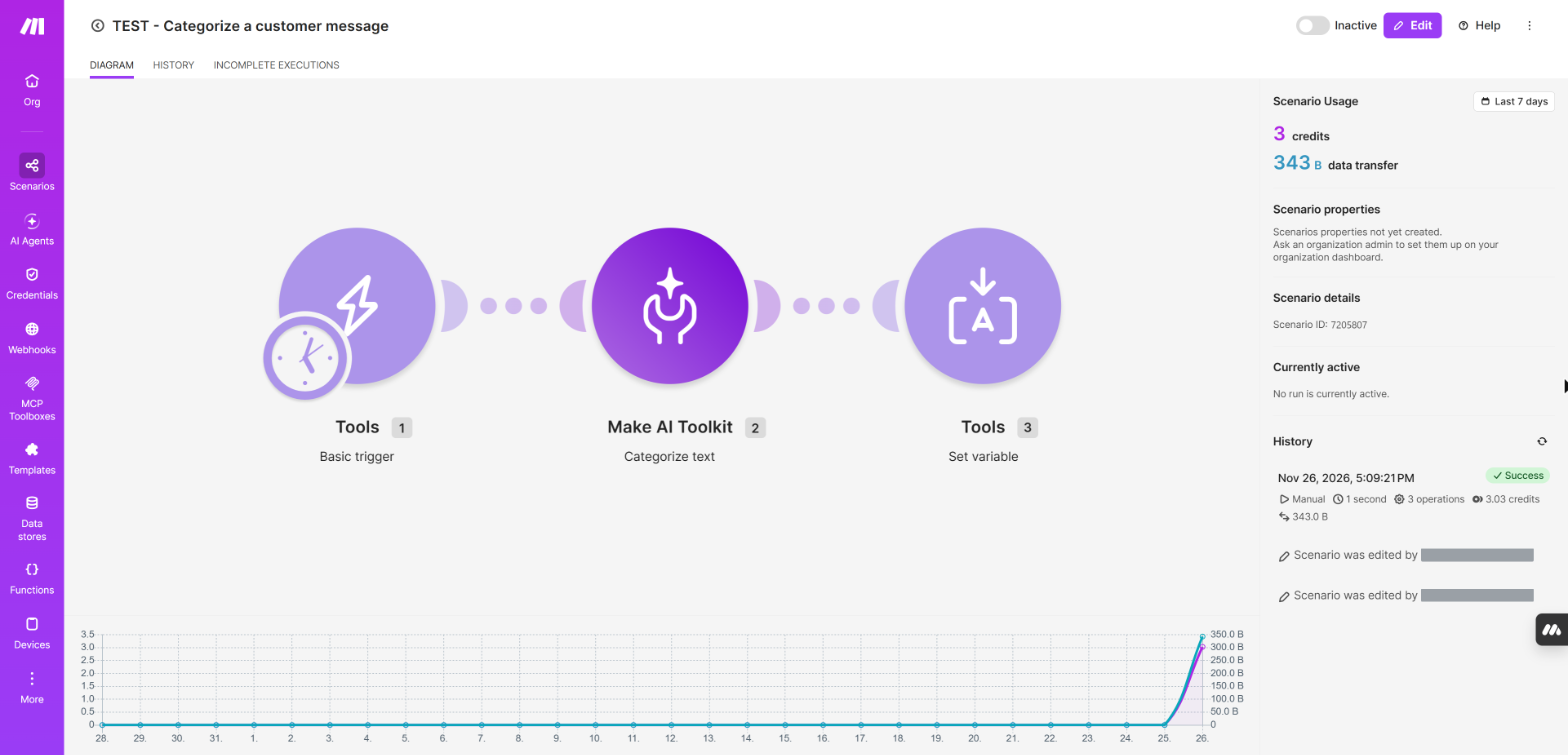 TEST - Categorize a customer message
Inactive
Edit
Help
DIAGRAM
HISTORY
INCOMPLETE EXECUTIONS
Org
Scenarios
AI Agents
Credentials
Webhooks
MCP
Toolboxes
Templates
Data
stores
Functions
Devices
More
Tools 1
Basic trigger
Make AI Toolkit 2
Categorize text
A
Tools 3
Set variable
Scenario Usage
Last 7 days
3 credits
343 B data transfer
Scenario properties
Scenarios properties not yet created.
Ask an organization admin to set them up on your
organization dashboard.
Scenario details
Scenario ID: 7205807
Currently active
No run is currently active.
History
Nov 26, 2026, 5:09:21 PM
Success
Manual 1 second 3 operations 3.03 credits
343.0 B
Scenario was edited by
Scenario was edited by
3.5
3.0
2.5
2.0
1.5
1.0
0.5
0
350.0 B
300.0 B
250.0 B
200.0 B
150.0 B
100.0 B
50.0 B
0
28. 29. 30. 31. 1. 2. 3. 4. 5. 6. 7. 8. 9. 10. 11. 12. 13. 14. 15. 16. 17. 18. 19. 20. 21. 22. 23. 24. 25. 26.